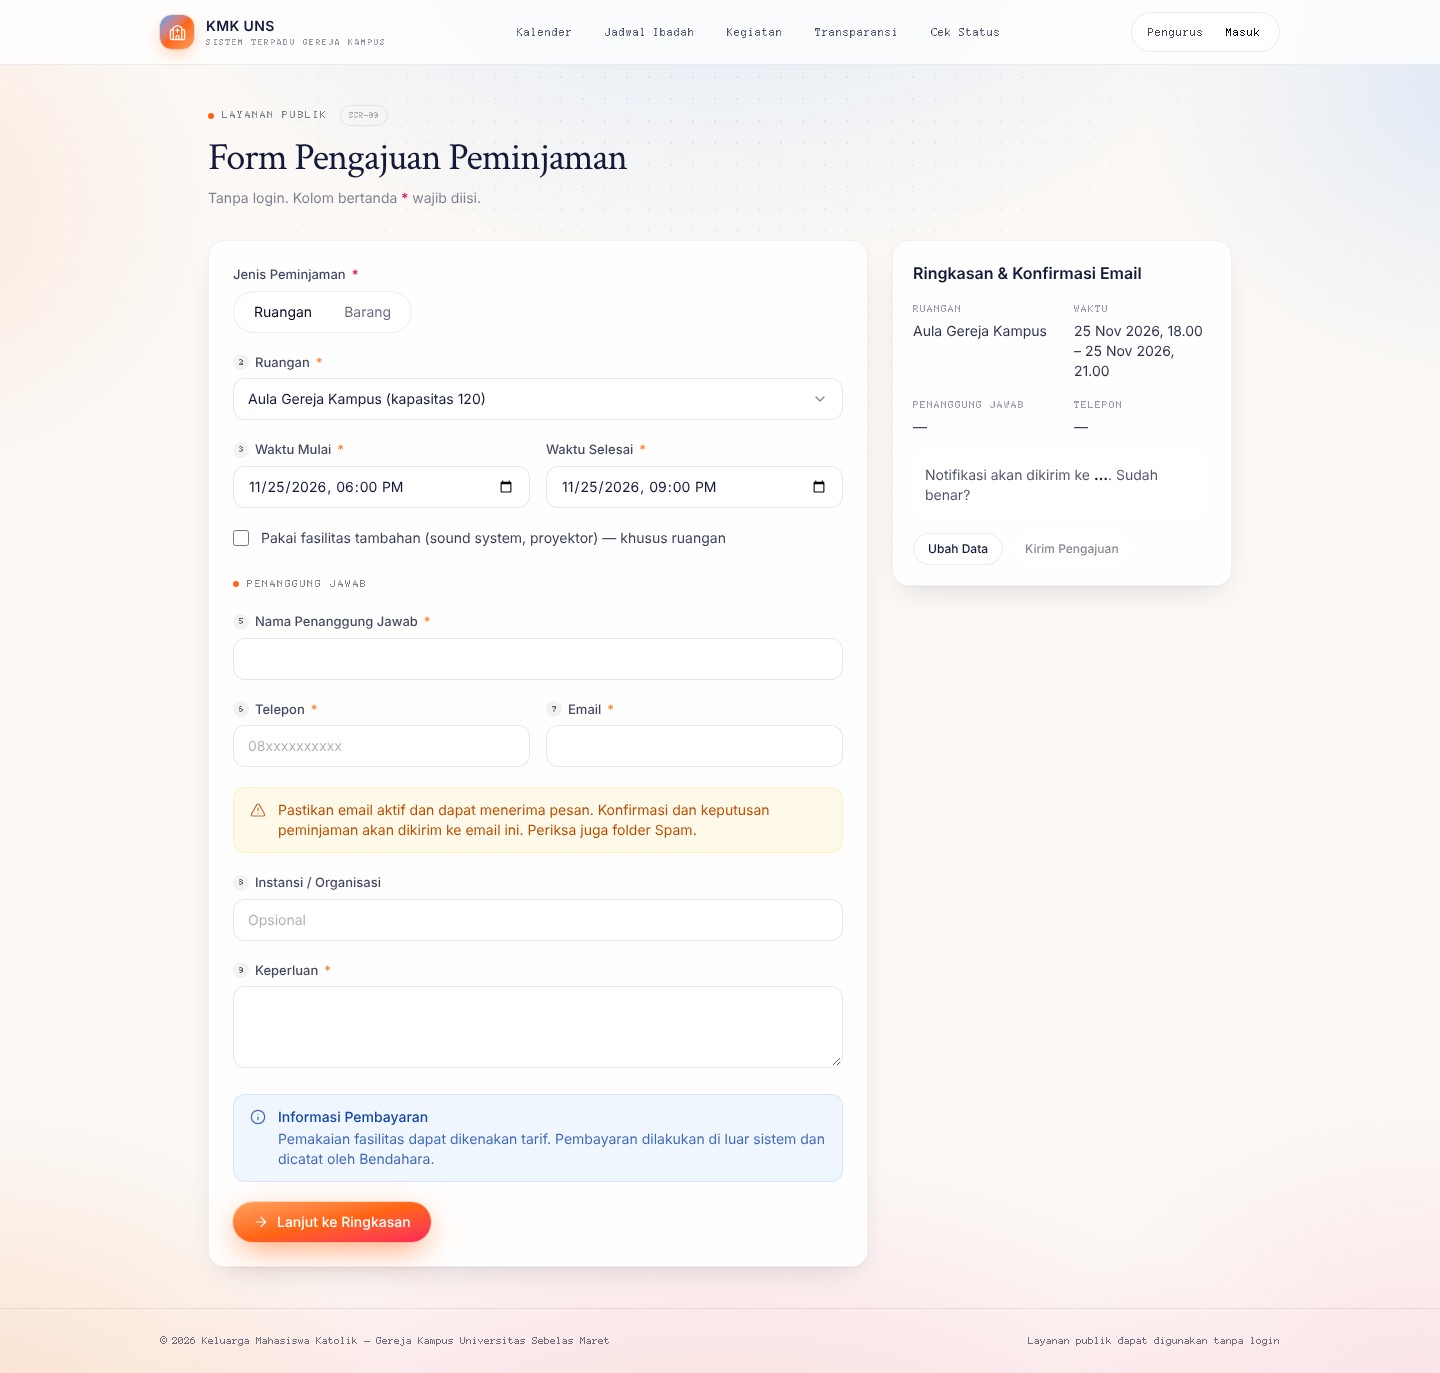 KMK UNS
SISTEM TERPADU GEREJA KAMPUS
Kalender
Jadwal Ibadah
Kegiatan
Transparansi
Cek Status
Pengurus
Masuk
LAYANAN PUBLIK
SCR-09
Form Pengajuan Peminjaman
Tanpa login. Kolom bertanda * wajib diisi.
Jenis Peminjaman *
Ruangan
Barang
2 Ruangan *
Aula Gereja Kampus (kapasitas 120)
3 Waktu Mulai *
Waktu Selesai *
11/25/2026, 06:00 PM
11/25/2026, 09:00 PM
Pakai fasilitas tambahan (sound system, proyektor) — khusus ruangan
PENANGGUNG JAWAB
5 Nama Penanggung Jawab *
6 Telepon *
7 Email *
08xxxxxxxxxx
Pastikan email aktif dan dapat menerima pesan. Konfirmasi dan keputusan
peminjaman akan dikirim ke email ini. Periksa juga folder Spam.
8 Instansi / Organisasi
Opsional
9 Keperluan *
Informasi Pembayaran
Pemakaian fasilitas dapat dikenakan tarif. Pembayaran dilakukan di luar sistem dan
dicatat oleh Bendahara.
Lanjut ke Ringkasan
Ringkasan & Konfirmasi Email
RUANGAN
WAKTU
Aula Gereja Kampus
25 Nov 2026, 18.00
– 25 Nov 2026,
21.00
PENANGGUNG JAWAB
TELEPON
—
—
Notifikasi akan dikirim ke .... Sudah
benar?
Ubah Data
Kirim Pengajuan
© 2026 Keluarga Mahasiswa Katolik — Gereja Kampus Universitas Sebelas Maret
Layanan publik dapat digunakan tanpa login